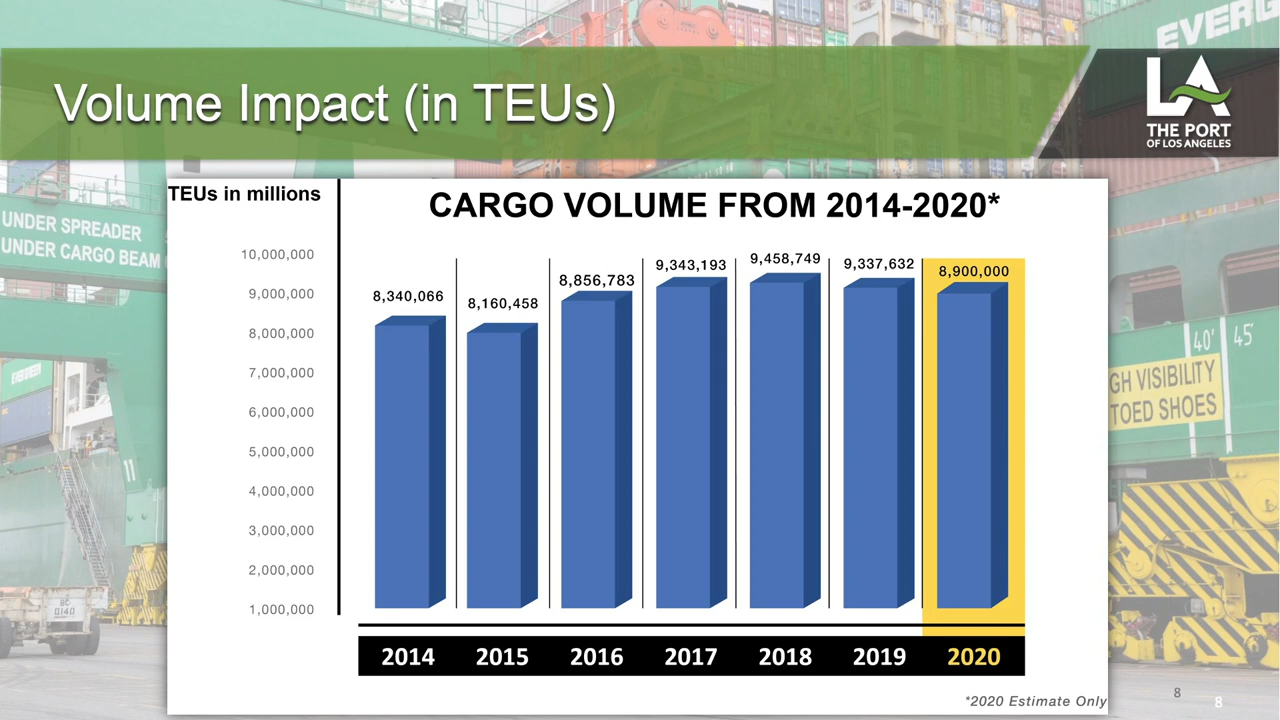 EVERG
Volume Impact (in TEUs)
LA
THE PORT
OF LOS ANGELES
TEUs in millions
CARGO VOLUME FROM 2014-2020*
UNDER SPREADER
UNDER CARGO BEAM
10,000,000
9,000,000
8,000,000
7,000,000
6,000,000
5,000,000
4,000,000
3,000,000
2,000,000
1,000,000
8,340,066
8,160,458
8,856,783
9,343,193
9,458,749
9,337,632
8,900,000
40' 45'
GH VISIBILITY
TOED SHOES
11
0140
2014 2015 2016 2017 2018 2019 2020
*2020 Estimate Only
8
8